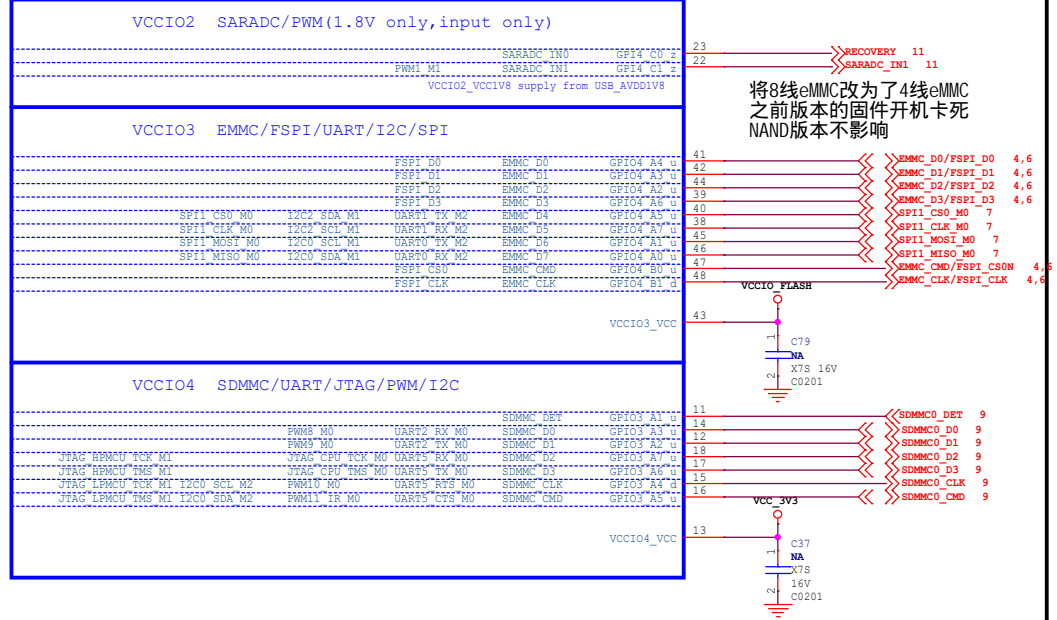 VCCIO2 SARADC/PWM(1.8V only,input only)
SARADC_IN0 GPI4_C0_z 23 RECOVERY 11
PWM1_M1 SARADC_IN1 GPI4_C1_z 22 SARADC_IN1 11
VCCIO2_VCC1V8 supply from USB_AVDD1V8
将8线eMMC改为了4线eMMC
之前版本的固件开机卡死
NAND版本不影响
VCCIO3 EMMC/FSPI/UART/I2C/SPI
FSPI_D0 EMMC_D0 GPIO4_A4_u 41 EMMC_D0/FSPI_D0 4,6
FSPI_D1 EMMC_D1 GPIO4_A3_u 42 EMMC_D1/FSPI_D1 4,6
FSPI_D2 EMMC_D2 GPIO4_A2_u 44 EMMC_D2/FSPI_D2 4,6
FSPI_D3 EMMC_D3 GPIO4_A6_u 39 EMMC_D3/FSPI_D3 4,6
SPI1_CS0_M0 I2C2_SDA_M1 UART1_TX_M2 EMMC_D4 GPIO4_A5_u 40 SPI1_CS0_M0 7
SPI1_CLK_M0 I2C2_SCL_M1 UART1_RX_M2 EMMC_D5 GPIO4_A7_u 38 SPI1_CLK_M0 7
SPI1_MOSI_M0 I2C0_SCL_M1 UART0_TX_M2 EMMC_D6 GPIO4_A1_u 45 SPI1_MOSI_M0 7
SPI1_MISO_M0 I2C0_SDA_M1 UART0_RX_M2 EMMC_D7 GPIO4_A0_u 46 SPI1_MISO_M0 7
FSPI_CS0 EMMC_CMD GPIO4_B0_u 47 EMMC_CMD/FSPI_CS0N 4,6
FSPI_CLK EMMC_CLK GPIO4_B1_d 48 EMMC_CLK/FSPI_CLK 4,6
VCCIO_FLASH
VCCIO3_VCC 43
1 C79
NA
X7S 16V
2 C0201
VCCIO4 SDMMC/UART/JTAG/PWM/I2C
SDMMC_DET GPIO3_A1_u 11 SDMMC0_DET 9
PWM8_M0 UART2_RX_M0 SDMMC_D0 GPIO3_A3_u 14 SDMMC0_D0 9
PWM9_M0 UART2_TX_M0 SDMMC_D1 GPIO3_A2_u 12 SDMMC0_D1 9
JTAG_HPMCU_TCK_M1 JTAG_CPU_TCK_M0 UART5_RX_M0 SDMMC_D2 GPIO3_A7_u 18 SDMMC0_D2 9
JTAG_HPMCU_TMS_M1 JTAG_CPU_TMS_M0 UART5_TX_M0 SDMMC_D3 GPIO3_A6_u 17 SDMMC0_D3 9
JTAG_LPMCU_TCK_M1 I2C0_SCL_M2 PWM10_M0 UART5_RTS_M0 SDMMC_CLK GPIO3_A4_d 15 SDMMC0_CLK 9
JTAG_LPMCU_TMS_M1 I2C0_SDA_M2 PWM11_IR_M0 UART5_CTS_M0 SDMMC_CMD GPIO3_A5_u 16 SDMMC0_CMD 9
VCC_3V3
VCCIO4_VCC 13
1 C37
NA
X7S
16V
2 C0201